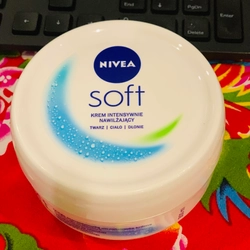 NIVEA
soft
KREM INTENSYWNIE
NAWILŻAJĄCY
TWARZ | CIAŁO | DŁONIE